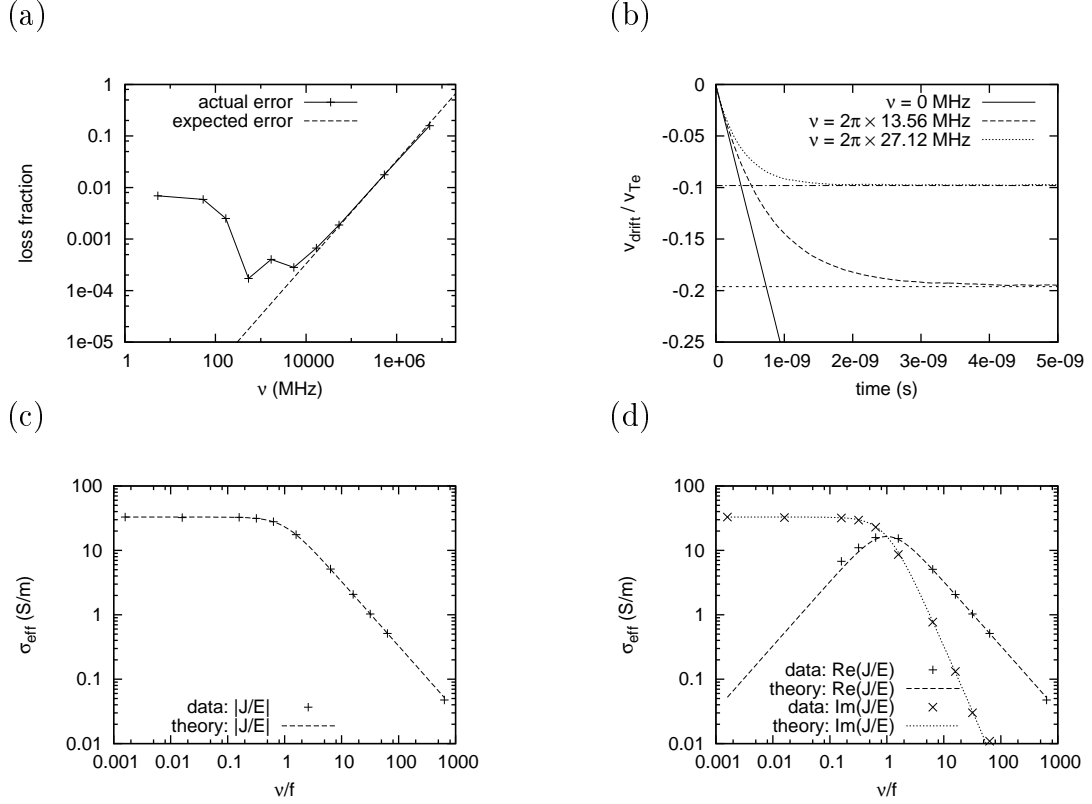 (a)
1
0.1
0.01
0.001
1e-04
1e-05
loss fraction
actual error
expected error
1 100 10000 1e+06
ν (MHz)
(b)
0
-0.05
-0.1
-0.15
-0.2
-0.25
v_drift / v_Te
ν = 0 MHz
ν = 2π × 13.56 MHz
ν = 2π × 27.12 MHz
0 1e-09 2e-09 3e-09 4e-09 5e-09
time (s)
(c)
100
10
1
0.1
0.01
σ_eff (S/m)
data: |J/E|
theory: |J/E|
0.001 0.01 0.1 1 10 100 1000
ν/f
(d)
100
10
1
0.1
0.01
σ_eff (S/m)
data: Re(J/E)
theory: Re(J/E)
data: Im(J/E)
theory: Im(J/E)
0.001 0.01 0.1 1 10 100 1000
ν/f